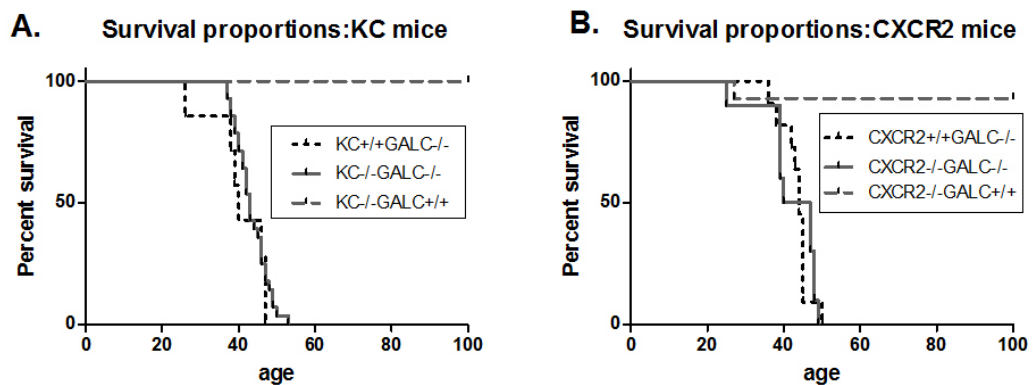 A.
Survival proportions:KC mice
Percent survival
100
50
0
KC+/+GALC-/-
KC-/-GALC-/-
KC-/-GALC+/+
0 20 40 60 80 100
age
B.
Survival proportions:CXCR2 mice
Percent survival
100
50
0
CXCR2+/+GALC-/-
CXCR2-/-GALC-/-
CXCR2-/-GALC+/+
0 20 40 60 80 100
age